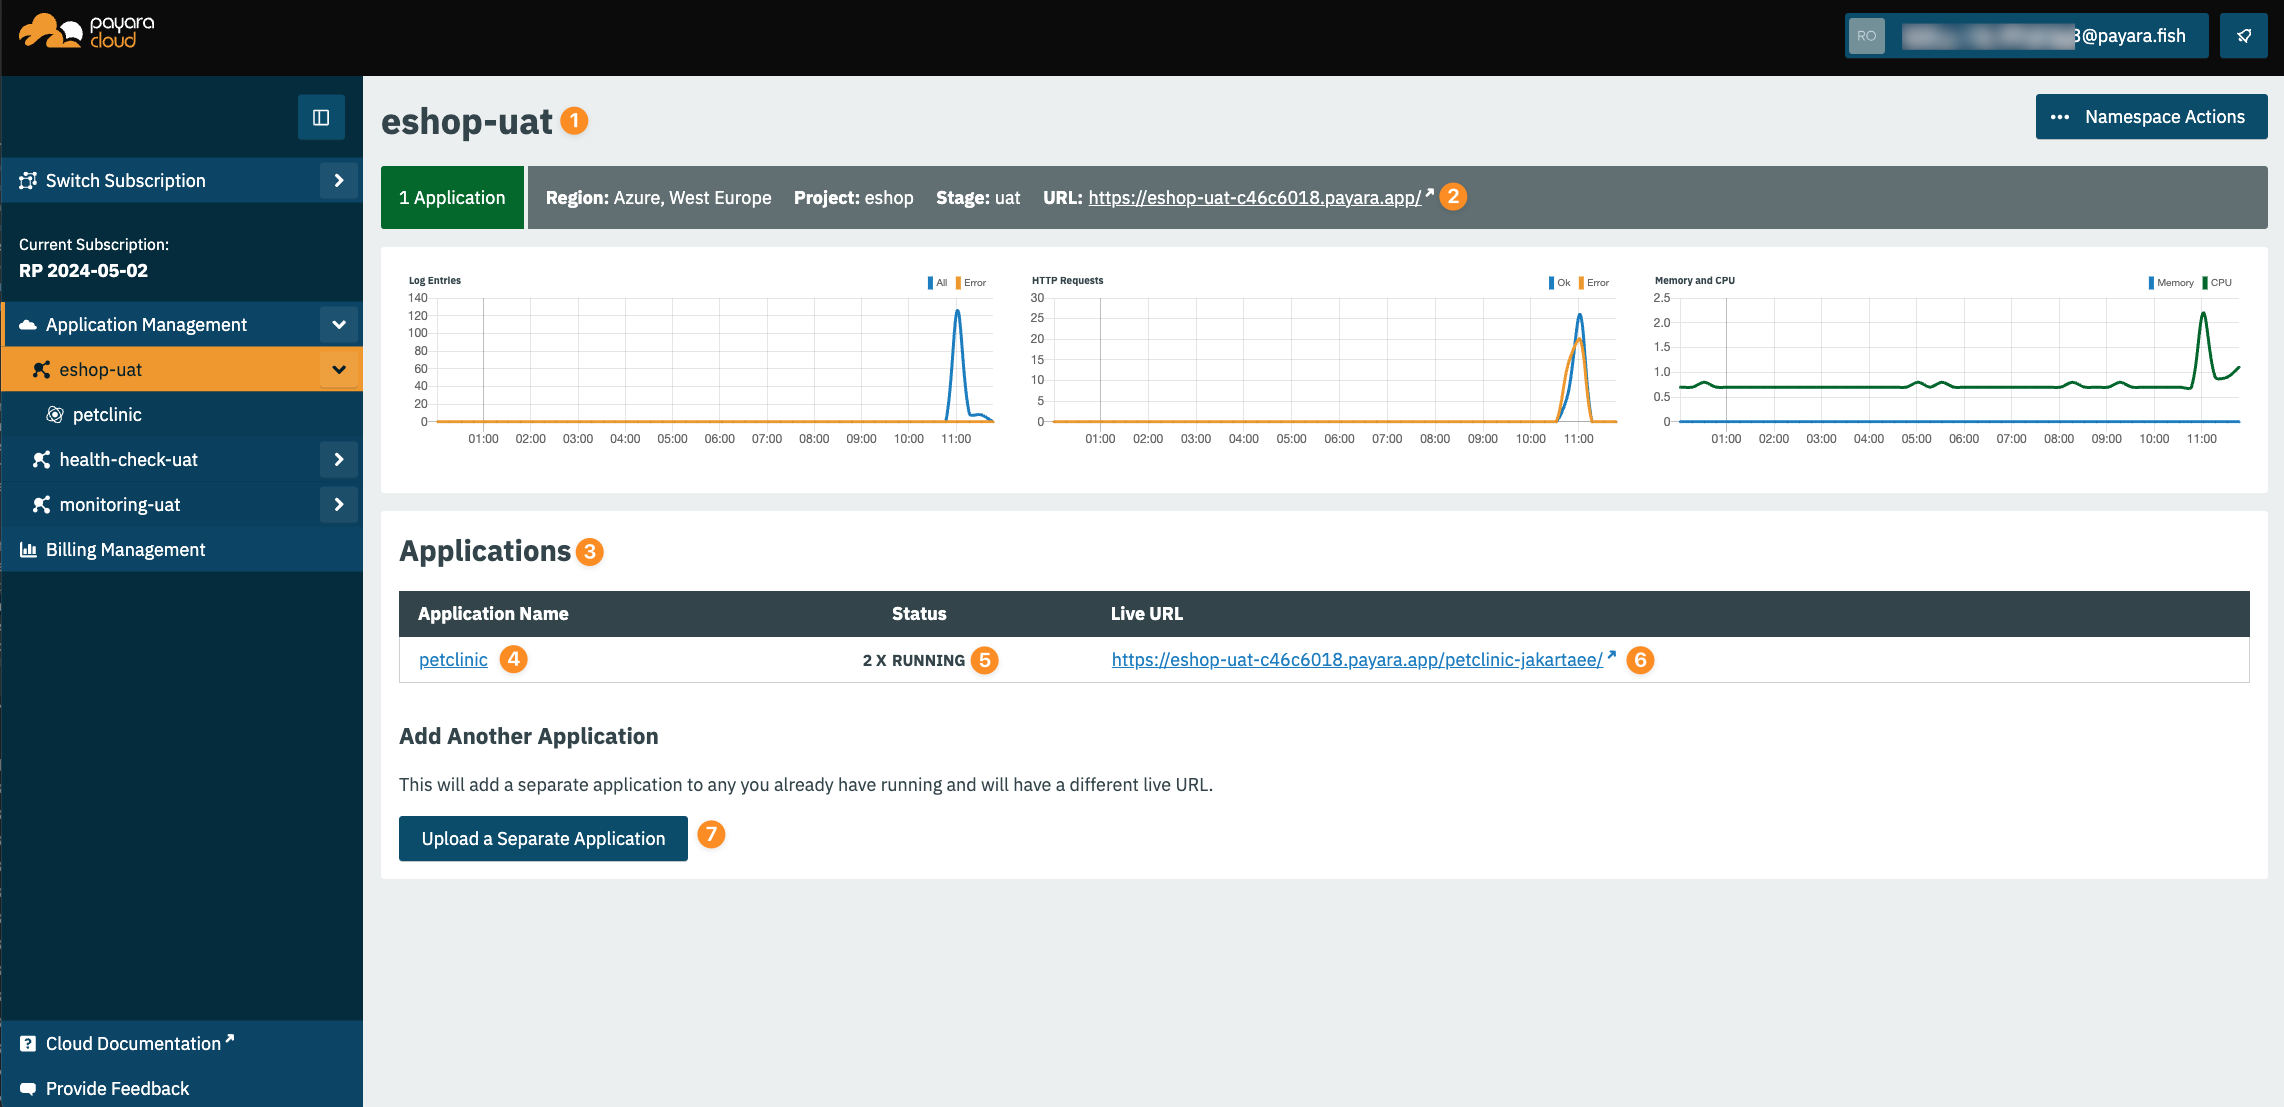 payara
cloud
RO
3@payara.fish
Switch Subscription
Current Subscription:
RP 2024-05-02
Application Management
eshop-uat
petclinic
health-check-uat
monitoring-uat
Billing Management
Cloud Documentation
Provide Feedback
eshop-uat 1
Namespace Actions
1 Application Region: Azure, West Europe Project: eshop Stage: uat URL: https://eshop-uat-c46c6018.payara.app/ 2
Log Entries
All Error
140
120
100
80
60
40
20
0
01:00 02:00 03:00 04:00 05:00 06:00 07:00 08:00 09:00 10:00 11:00
HTTP Requests
Ok Error
30
25
20
15
10
5
0
01:00 02:00 03:00 04:00 05:00 06:00 07:00 08:00 09:00 10:00 11:00
Memory and CPU
Memory CPU
2.5
2.0
1.5
1.0
0.5
0
01:00 02:00 03:00 04:00 05:00 06:00 07:00 08:00 09:00 10:00 11:00
Applications 3
Application Name Status Live URL
petclinic 4 2 X RUNNING 5 https://eshop-uat-c46c6018.payara.app/petclinic-jakartaee/ 6
Add Another Application
This will add a separate application to any you already have running and will have a different live URL.
Upload a Separate Application 7